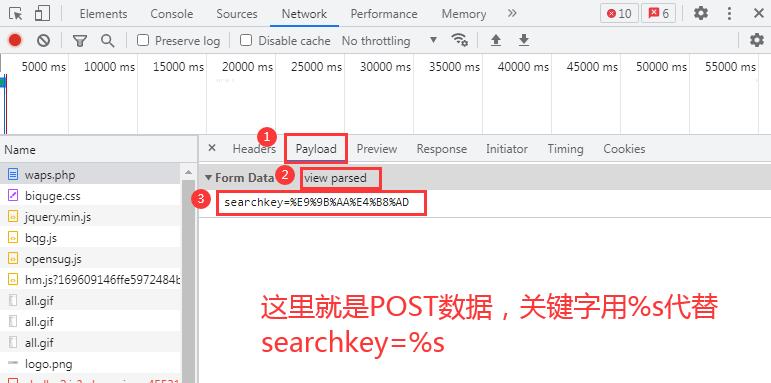 Elements Sources Network Performance Memory » 10 6
Preserve log Disable cache No throttling
5000 ms 10000 ms 15000 ms 20000 ms 25000 ms 30000 ms 35000 ms 40000 ms 45000 ms 50000 ms 55000 ms
1
Name × Headers Payload Preview Response Initiator Timing Cookies
waps.php
▼Form Data 2 view parsed
biquge.css
3 searchkey=%E9%9B%AA%E4%B8%AD
jquery.min.js
bqg.js
opensug.js
hm.js?169609146ffe5972484b
all.gif
all.gif
all.gif
logo.png
这里就是POST数据，关键字用%s代替
searchkey=%s